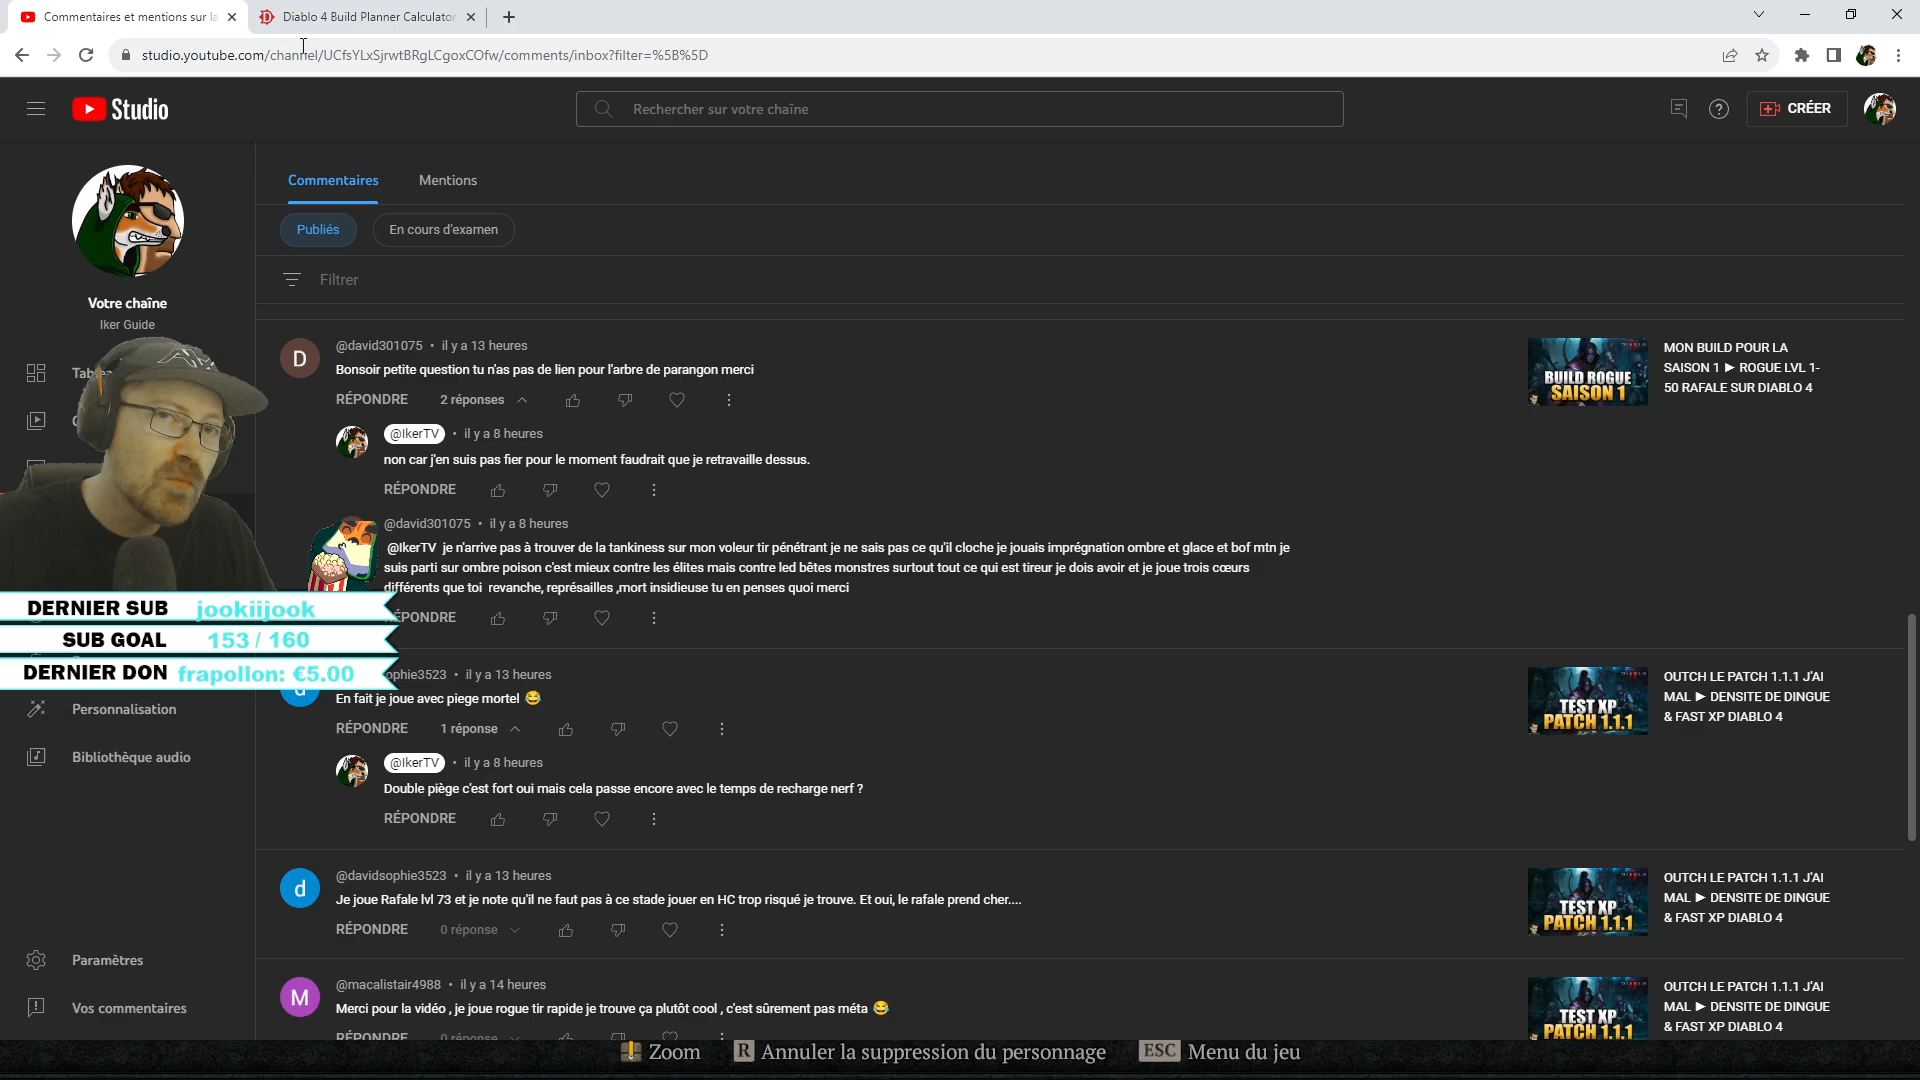 Commentaires et mentions sur la
Diablo 4 Build Planner Calculator
studio.youtube.com/channel/UCfsYLxSjrwtBRgLCgoxCOfw/comments/inbox?filter=%5B%5D
Studio
Rechercher sur votre chaîne
CRÉER
Votre chaîne
Iker Guide
Commentaires
Mentions
Publiés
En cours d'examen
Filtrer
D
@david301075 • il y a 13 heures
Bonsoir petite question tu n'as pas de lien pour l'arbre de parangon merci
RÉPONDRE
2 réponses
@IkerTV • il y a 8 heures
non car j'en suis pas fier pour le moment faudrait que je retravaille dessus.
RÉPONDRE
@david301075 • il y a 8 heures
@IkerTV je n'arrive pas à trouver de la tankiness sur mon voleur tir pénétrant je ne sais pas ce qu'il cloche je jouais imprégnation ombre et glace et bof mtn je
suis parti sur ombre poison c'est mieux contre les élites mais contre led bêtes monstres surtout tout ce qui est tireur je dois avoir et je joue trois cœurs
différents que toi revanche, représailles ,mort insidieuse tu en penses quoi merci
ÉPONDRE
BUILD ROGUE
SAISON 1
MON BUILD POUR LA
SAISON 1 ► ROGUE LVL 1-
50 RAFALE SUR DIABLO 4
DERNIER SUB jookiijook
SUB GOAL 153 / 160
DERNIER DON frapollon: €5.00
Personnalisation
Bibliothèque audio
Paramètres
Vos commentaires
ophie3523 • il y a 13 heures
En fait je joue avec piege mortel 😂
RÉPONDRE
1 réponse
@IkerTV • il y a 8 heures
Double piège c'est fort oui mais cela passe encore avec le temps de recharge nerf ?
RÉPONDRE
TEST XP
PATCH 1.1.1
OUTCH LE PATCH 1.1.1 J'AI
MAL ► DENSITE DE DINGUE
& FAST XP DIABLO 4
d
@davidsophie3523 • il y a 13 heures
Je joue Rafale lvl 73 et je note qu'il ne faut pas à ce stade jouer en HC trop risqué je trouve. Et oui, le rafale prend cher....
RÉPONDRE
0 réponse
TEST XP
PATCH 1.1.1
OUTCH LE PATCH 1.1.1 J'AI
MAL ► DENSITE DE DINGUE
& FAST XP DIABLO 4
M
@macalistair4988 • il y a 14 heures
Merci pour la vidéo , je joue rogue tir rapide je trouve ça plutôt cool , c'est sûrement pas méta 😂
RÉPONDRE
0 réponse
TEST XP
PATCH 1.1.1
OUTCH LE PATCH 1.1.1 J'AI
MAL ► DENSITE DE DINGUE
& FAST XP DIABLO 4
Zoom
R Annuler la suppression du personnage
ESC Menu du jeu